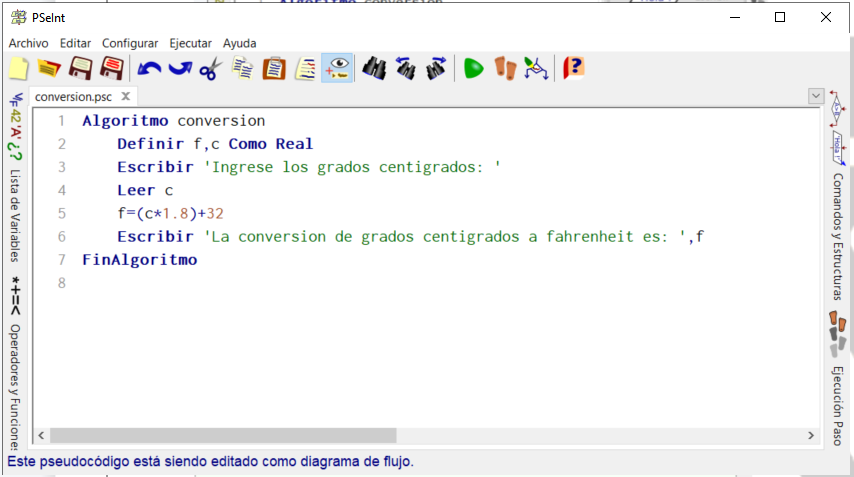 PSeInt
Archivo Editar Configurar Ejecutar Ayuda
conversion.psc X
1 Algoritmo conversion
2 Definir f,c Como Real
3 Escribir 'Ingrese los grados centigrados: '
4 Leer c
5 f=(c*1.8)+32
6 Escribir 'La conversion de grados centigrados a fahrenheit es: ',f
7 FinAlgoritmo
8
42 'A' ¿?
Lista de Variables
*+=<
Operadores y Funciones
Comandos y Estructuras
Ejecución Paso
Este pseudocódigo está siendo editado como diagrama de flujo.